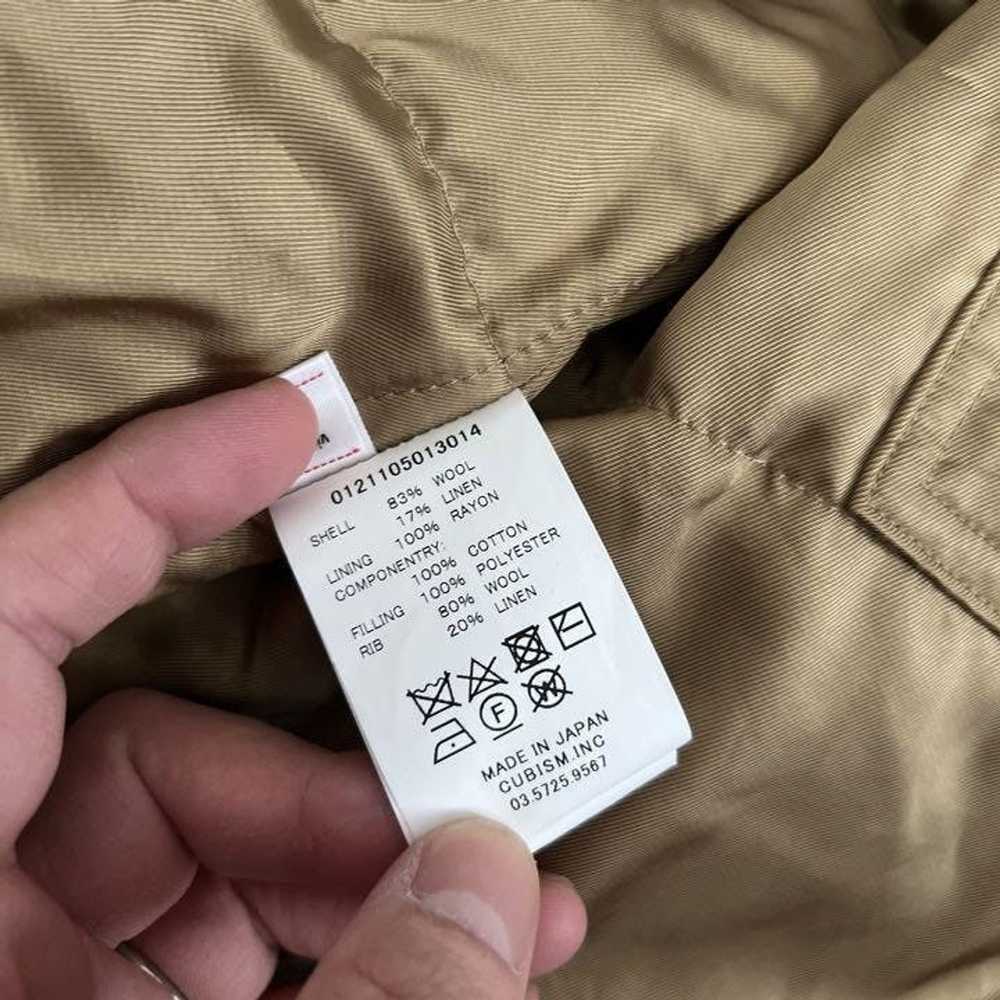 M
0121105013014
SHELL 83% WOOL
17% LINEN
LINING 100% RAYON
COMPONENTRY:
100% COTTON
FILLING 100% POLYESTER
RIB 80% WOOL
20% LINEN
F W
MADE IN JAPAN
CUBISM.INC
03.5725.9567